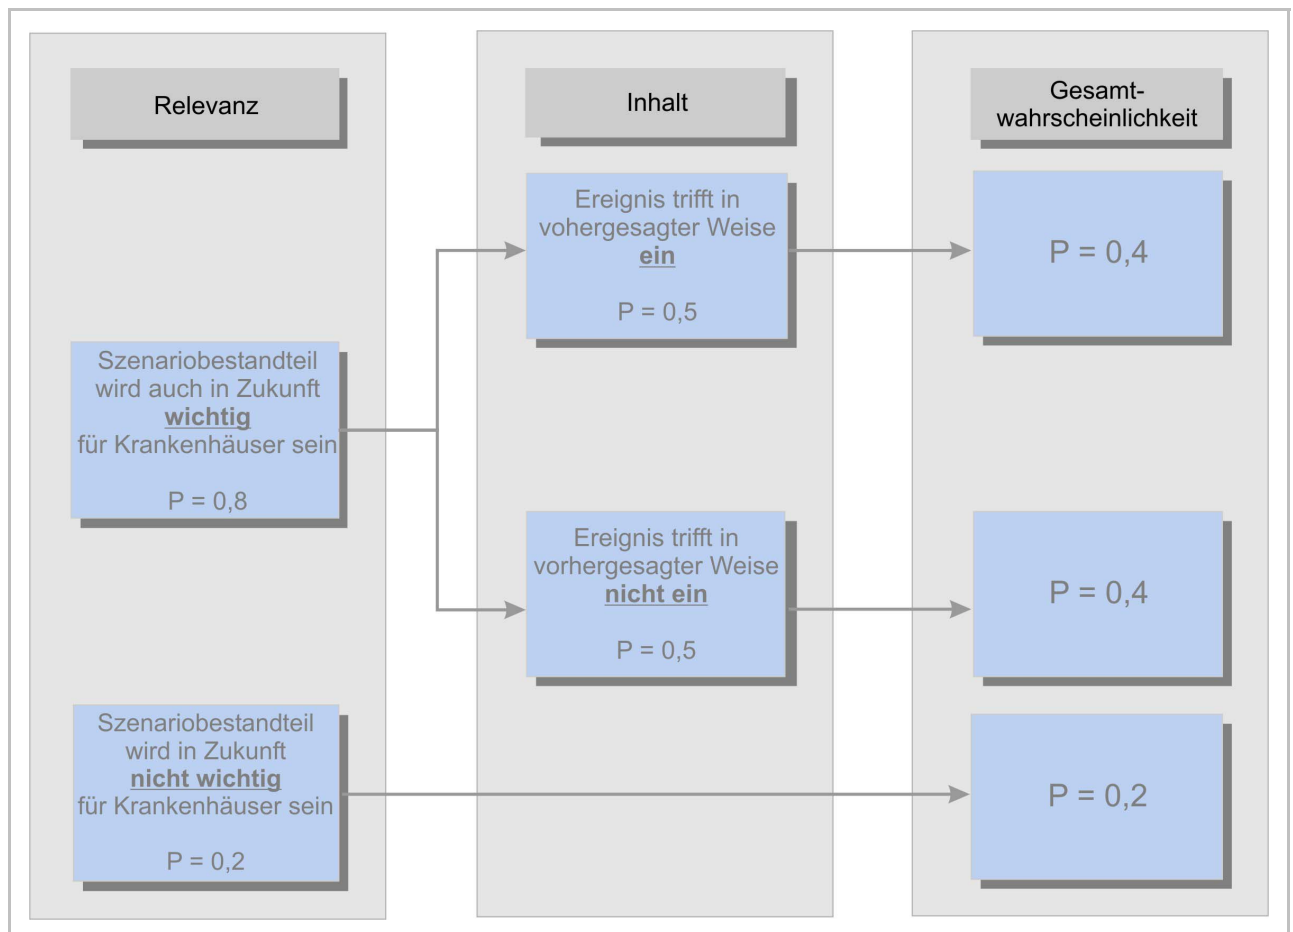 Relevanz
Inhalt
Gesamt-
wahrscheinlichkeit
Ereignis trifft in
vohergesagter Weise
ein
P = 0,5
P = 0,4
Szenariobestandteil
wird auch in Zukunft
wichtig
für Krankenhäuser sein
P = 0,8
Ereignis trifft in
vorhergesagter Weise
nicht ein
P = 0,5
P = 0,4
Szenariobestandteil
wird in Zukunft
nicht wichtig
für Krankenhäuser sein
P = 0,2
P = 0,2